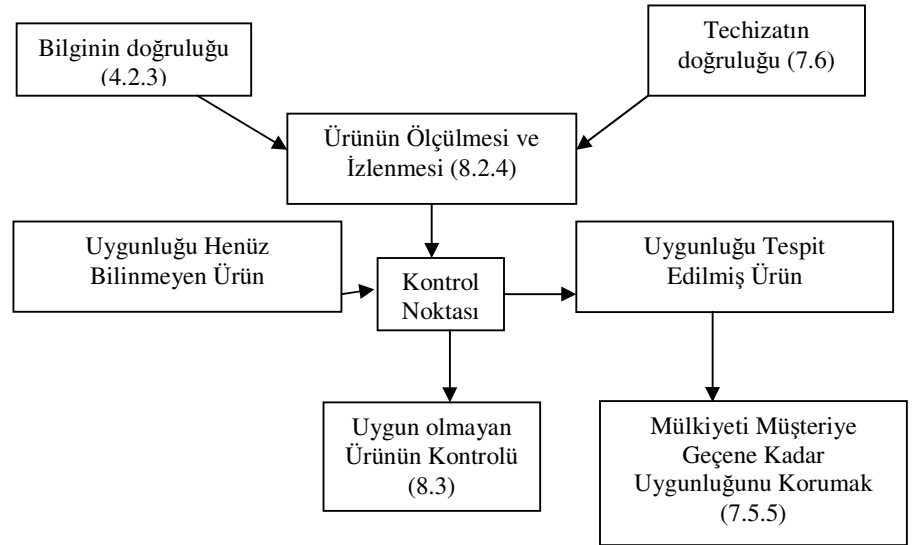 Bilginin doğruluğu
(4.2.3)
Techizatın
doğruluğu (7.6)
Ürünün Ölçülmesi ve
İzlenmesi (8.2.4)
Uygunluğu Henüz
Bilinmeyen Ürün
Kontrol
Noktası
Uygunluğu Tespit
Edilmiş Ürün
Uygun olmayan
Ürünün Kontrolü
(8.3)
Mülkiyeti Müşteriye
Geçene Kadar
Uygunluğunu Korumak
(7.5.5)